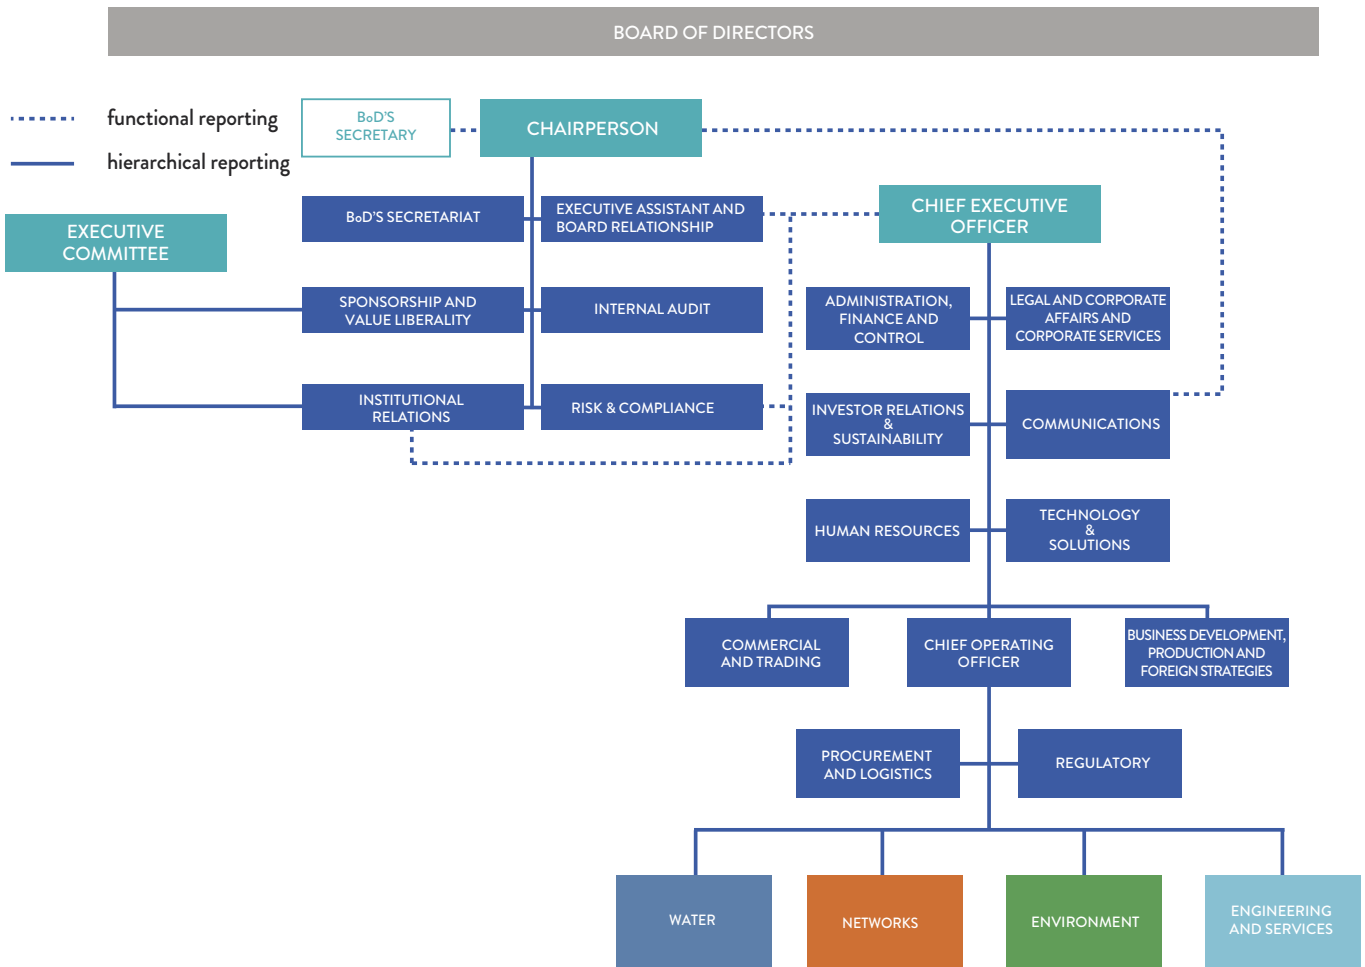 BOARD OF DIRECTORS
functional reporting
hierarchical reporting
BoD'S
SECRETARY
CHAIRPERSON
BoD'S SECRETARIAT
EXECUTIVE ASSISTANT AND
BOARD RELATIONSHIP
CHIEF EXECUTIVE
OFFICER
EXECUTIVE
COMMITTEE
SPONSORSHIP AND
VALUE LIBERALITY
INTERNAL AUDIT
ADMINISTRATION,
FINANCE AND
CONTROL
LEGAL AND CORPORATE
AFFAIRS AND
CORPORATE SERVICES
INSTITUTIONAL
RELATIONS
RISK & COMPLIANCE
INVESTOR RELATIONS
&
SUSTAINABILITY
COMMUNICATIONS
HUMAN RESOURCES
TECHNOLOGY
&
SOLUTIONS
COMMERCIAL
AND TRADING
CHIEF OPERATING
OFFICER
BUSINESS DEVELOPMENT,
PRODUCTION AND
FOREIGN STRATEGIES
PROCUREMENT
AND LOGISTICS
REGULATORY
WATER
NETWORKS
ENVIRONMENT
ENGINEERING
AND SERVICES